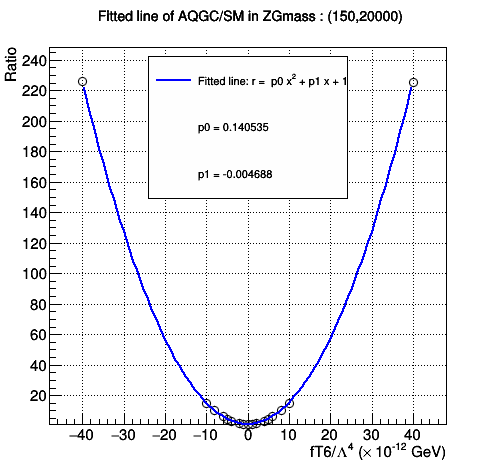 FItted line of AQGC/SM in ZGmass : (150,20000)
Ratio
240
220
200
180
160
140
120
100
80
60
40
20
Fitted line: r = p0 x² + p1 x + 1
p0 = 0.140535
p1 = -0.004688
−40 −30 −20 −10 0 10 20 30 40
fT6/Λ⁴ (× 10⁻¹² GeV)